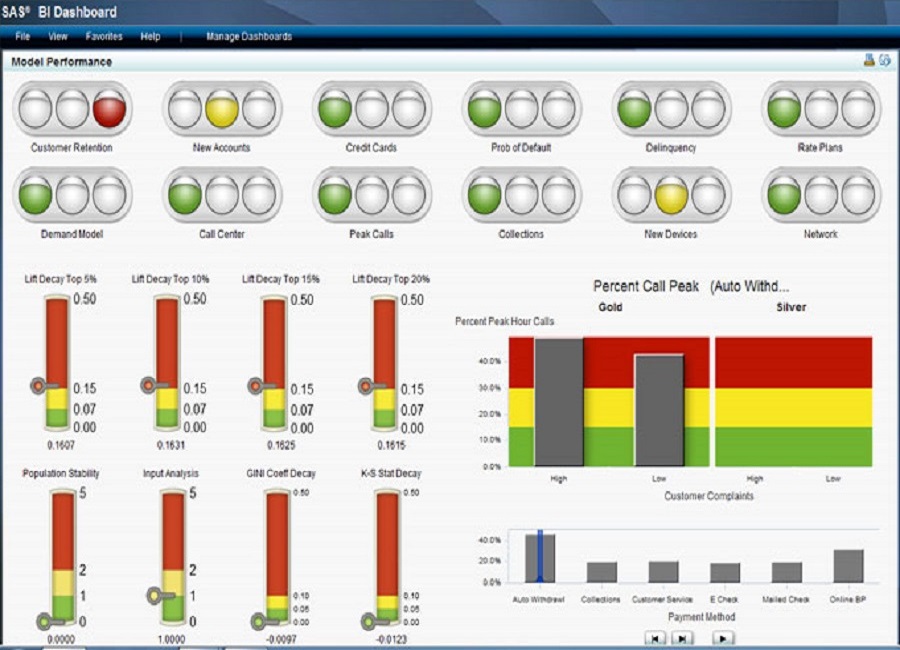 SAS® BI Dashboard
File View Favorites Help | Manage Dashboards
Model Performance
Customer Retention New Accounts Credit Cards Prob of Default Delinquency Rate Plans
Demand Model Call Center Peak Calls Collections New Devices Network
Lift Decay Top 5% Lift Decay Top 10% Lift Decay Top 15% Lift Decay Top 20%
0.50 0.50 0.50 0.50
0.15 0.15 0.15 0.15
0.07 0.07 0.07 0.07
0.00 0.00 0.00 0.00
0.1607 0.1631 0.1625 0.1615
Population Stability Input Analysis GINI Coeff Decay K-S Stat Decay
5 5 0.50 0.50
2 2
1 1 0.10 0.10
0.05 0.05
0 0 0.00 0.00
0.0000 1.0000 -0.0097 -0.0123
Percent Call Peak (Auto Withd...
Gold Silver
Percent Peak Hour Calls
40.0%
30.0%
20.0%
10.0%
0.0%
High Low High Low
Customer Complaints
40.0%
20.0%
0.0%
Auto Withdrawl Collections Customer Service E Check Mailed Check Online BP
Payment Method